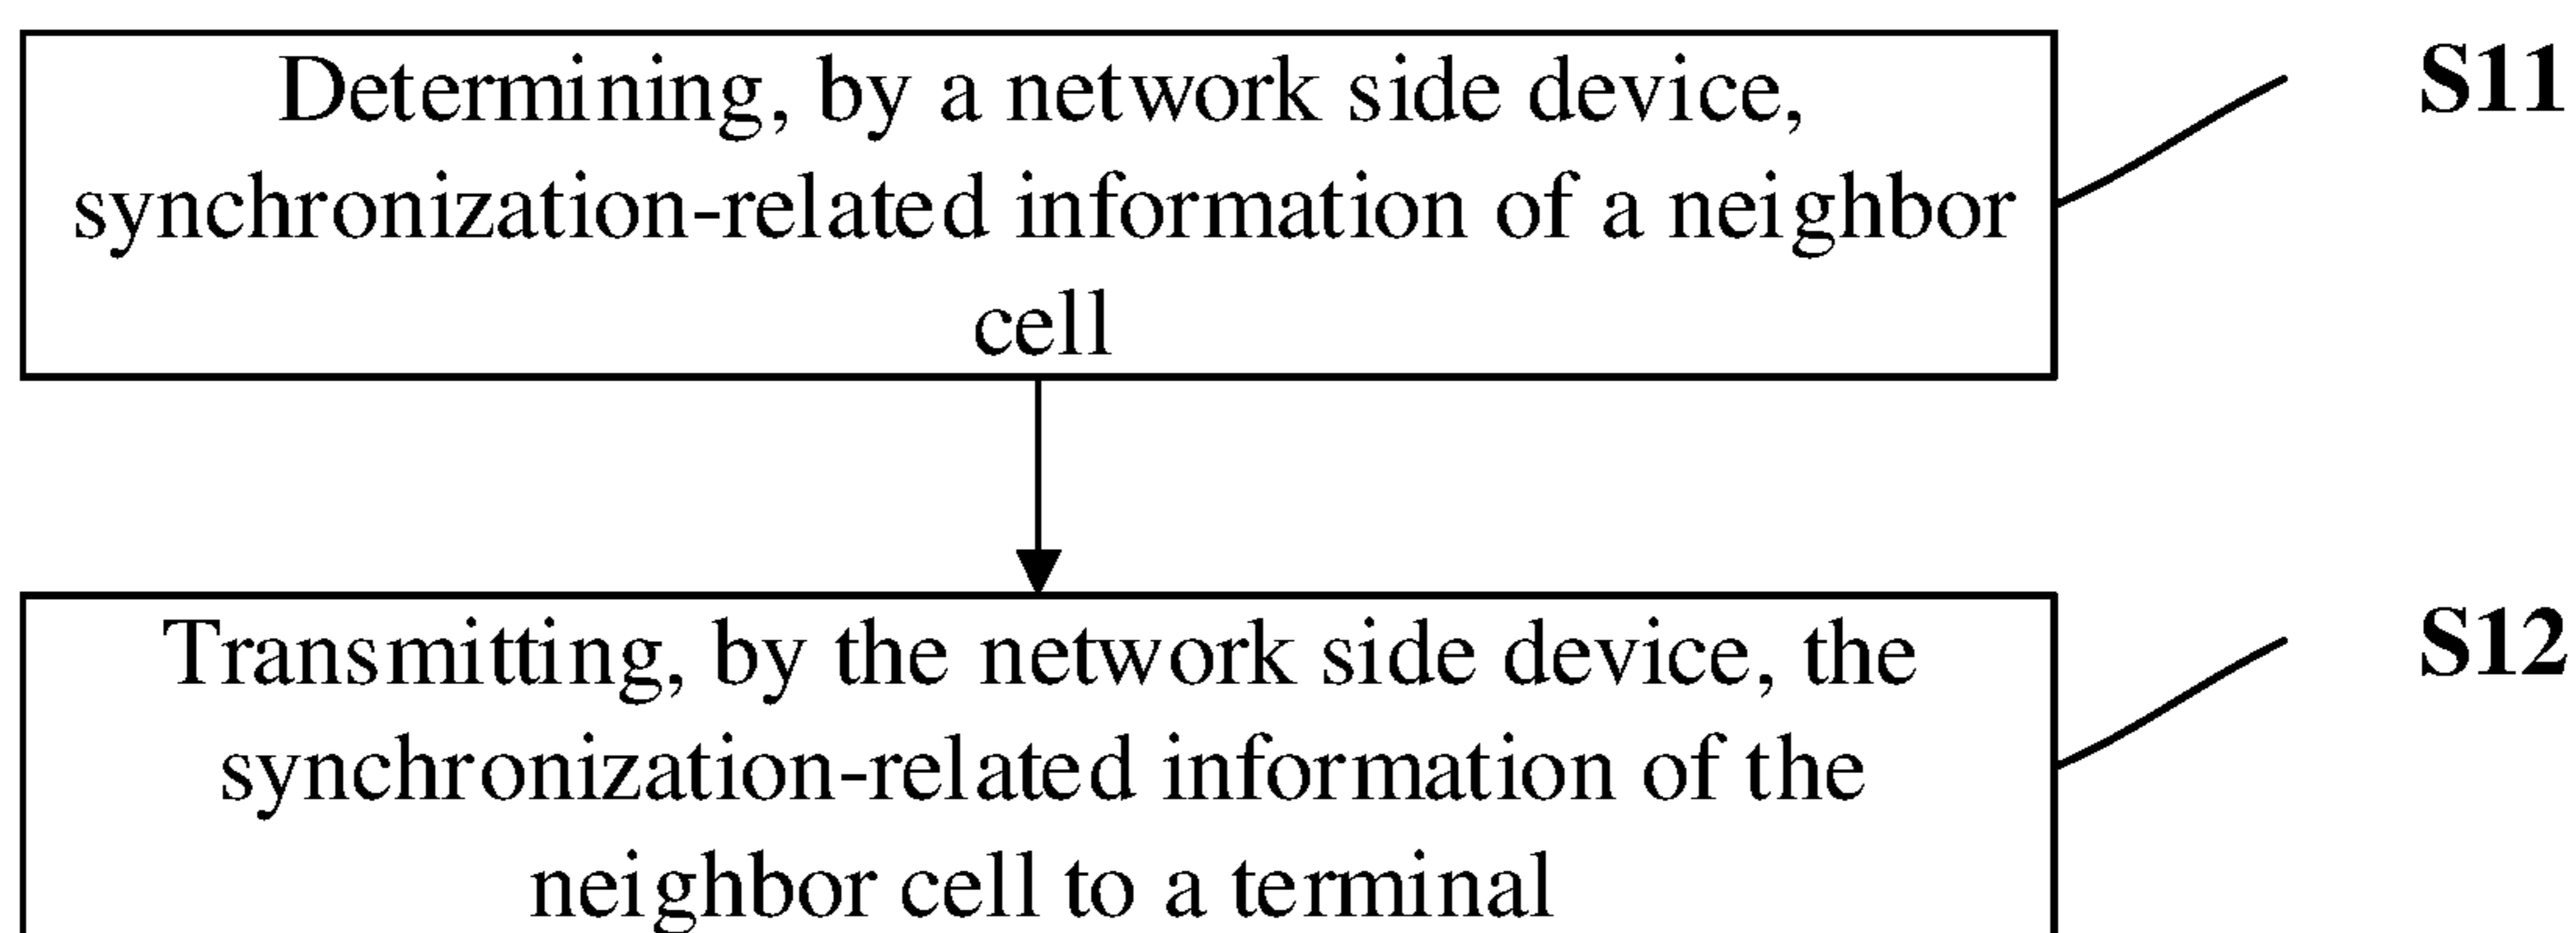 Determining, by a network side device,
synchronization-related information of a neighbor
cell
S11
Transmitting, by the network side device, the
synchronization-related information of the
neighbor cell to a terminal
S12